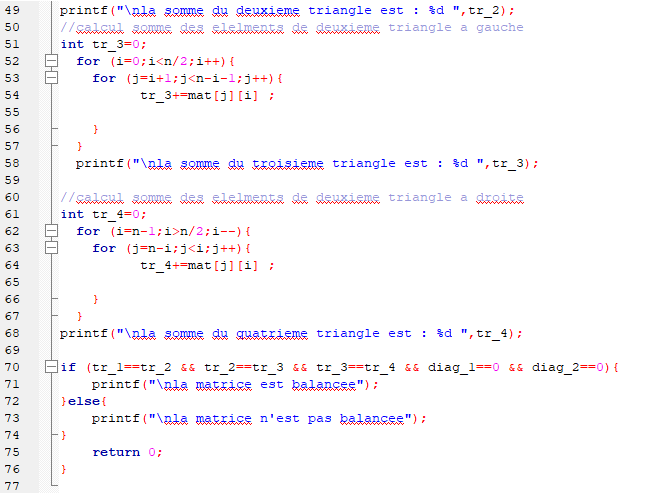 49 printf("\nla somme du deuxieme triangle est : %d ",tr_2);
50 //calcul somme des elelments de deuxieme triangle a gauche
51 int tr_3=0;
52 for (i=0;i<n/2;i++){
53 for (j=i+1;j<n-i-1;j++){
54 tr_3+=mat[j][i] ;
55
56 }
57 }
58 printf("\nla somme du troisieme triangle est : %d ",tr_3);
59
60 //calcul somme des elelments de deuxieme triangle a droite
61 int tr_4=0;
62 for (i=n-1;i>n/2;i--){
63 for (j=n-i;j<i;j++){
64 tr_4+=mat[j][i] ;
65
66 }
67 }
68 printf("\nla somme du quatrieme triangle est : %d ",tr_4);
69
70 if (tr_1==tr_2 && tr_2==tr_3 && tr_3==tr_4 && diag_1==0 && diag_2==0){
71 printf("\nla matrice est balancee");
72 }else{
73 printf("\nla matrice n'est pas balancee");
74 }
75 return 0;
76 }
77